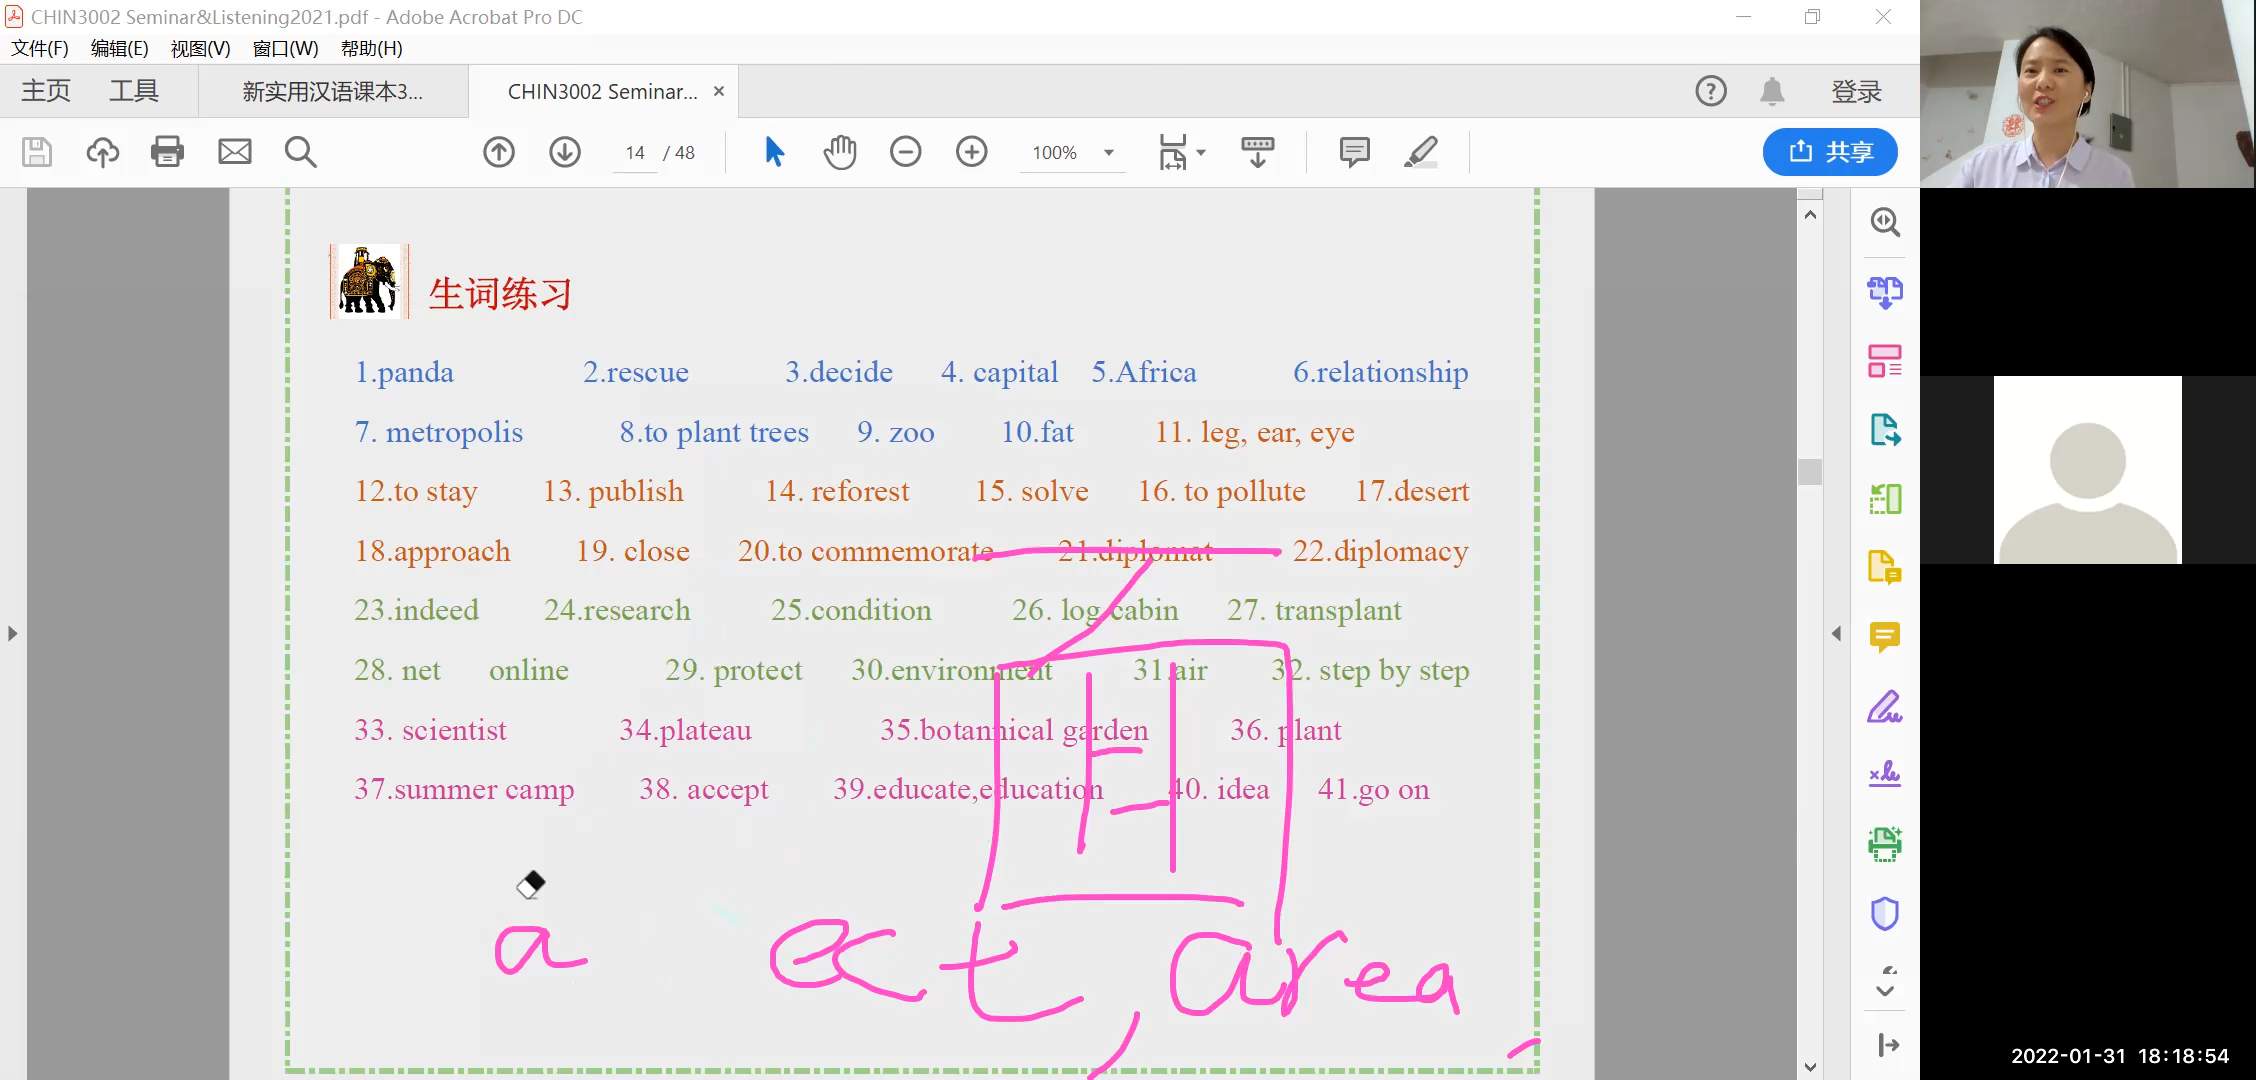 CHIN3002 Seminar&Listening2021.pdf - Adobe Acrobat Pro DC
文件(F) 编辑(E) 视图(V) 窗口(W) 帮助(H)
主页 工具 新实用汉语课本3... CHIN3002 Seminar... × 登录
14 / 48 100% 共享
生词练习
1.panda 2.rescue 3.decide 4. capital 5.Africa 6.relationship
7. metropolis 8.to plant trees 9. zoo 10.fat 11. leg, ear, eye
12.to stay 13. publish 14. reforest 15. solve 16. to pollute 17.desert
18.approach 19. close 20.to commemorate 21.diplomat 22.diplomacy
23.indeed 24.research 25.condition 26. log cabin 27. transplant
28. net online 29. protect 30.environment 31.air 32. step by step
33. scientist 34.plateau 35.botannical garden 36. plant
37.summer camp 38. accept 39.educate,education 40. idea 41.go on
面
a ect, area
2022-01-31 18:18:54